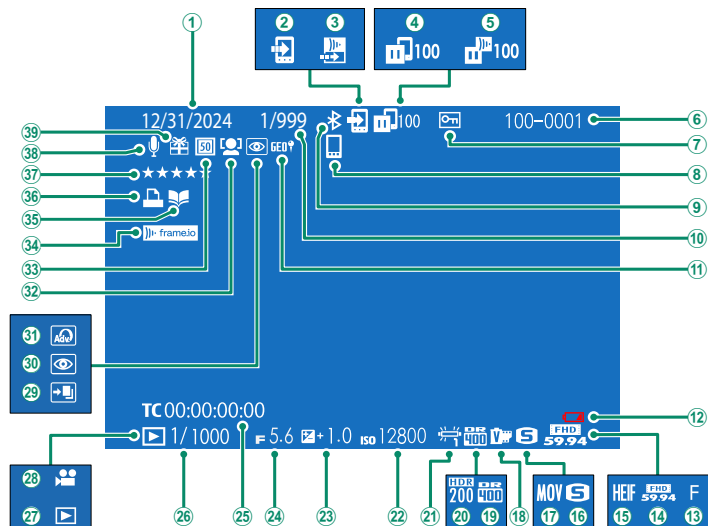 1
2
3
4
5
100
100
12/31/2024
1/999
100
100-0001
6
39
38
50
GEO
7
37
8
36
35
9
34
frame.io
10
33
11
32
31
Adv.
30
29
TC 00:00:00:00
12
1/1000
F 5.6
+1.0
ISO 12800
1
DR 400
V
S
FHD 59.94
28
27
HDR 200
DR 400
MOV
S
HEIF
FHD 59.94
F
26
25
24
23
22
21
20
19
18
17
16
15
14
13